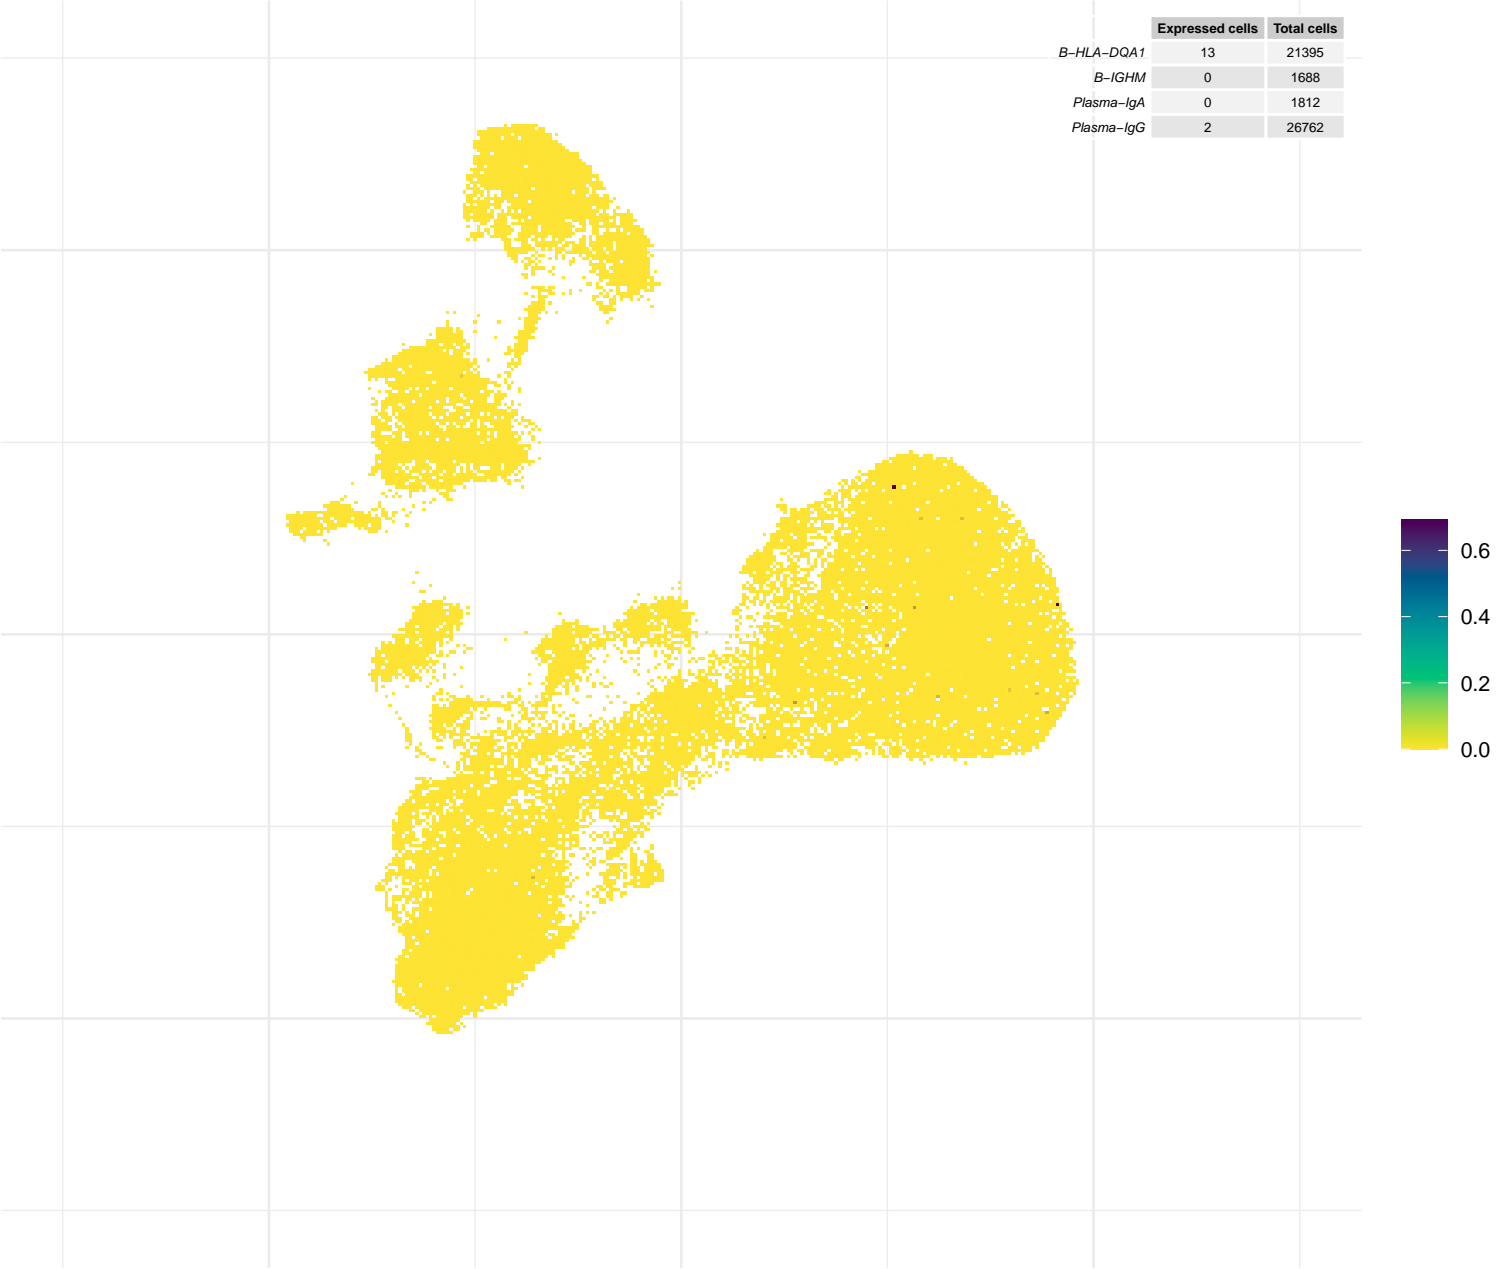 Expressed cells Total cells
B−HLA−DQA1 13 21395
B−IGHM 0 1688
Plasma−IgA 0 1812
Plasma−IgG 2 26762
0.6
0.4
0.2
0.0